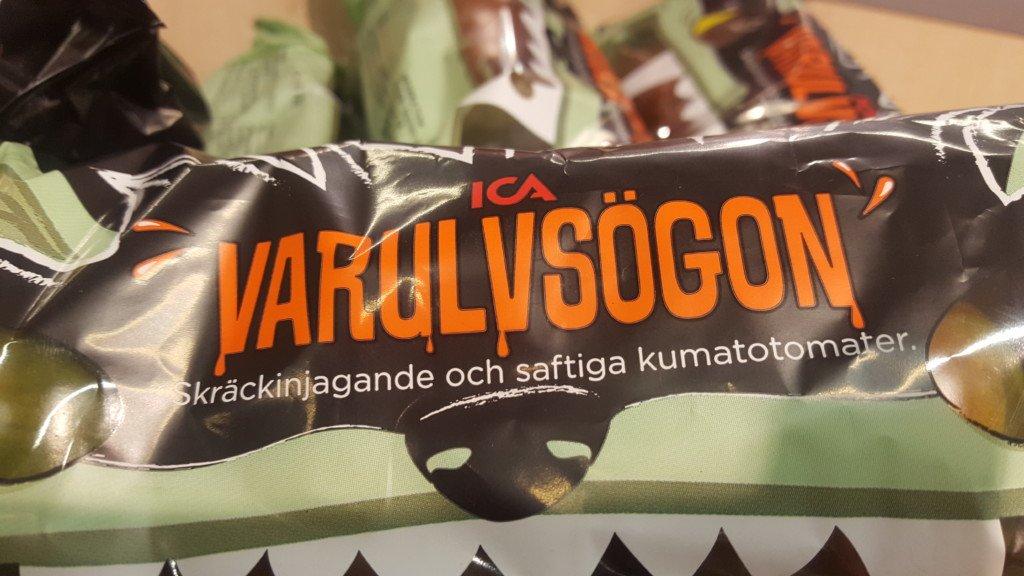 ICA
VARULVSÖGON
Skräckinjagande och saftiga kumatotomater.